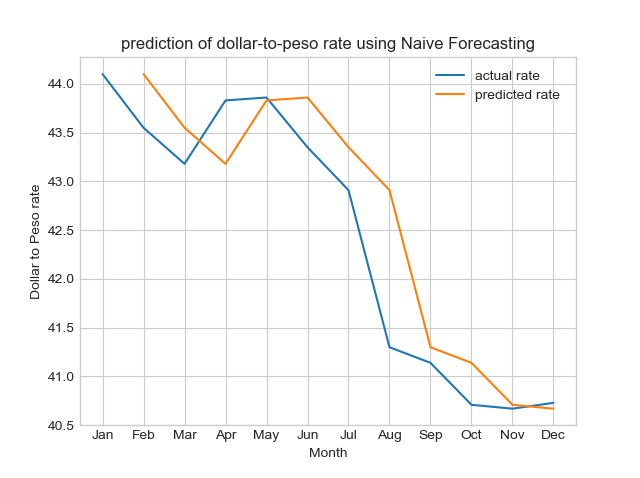 prediction of dollar-to-peso rate using Naive Forecasting
actual rate
predicted rate
Dollar to Peso rate
44.0
43.5
43.0
42.5
42.0
41.5
41.0
40.5
Jan Feb Mar Apr May Jun Jul Aug Sep Oct Nov Dec
Month